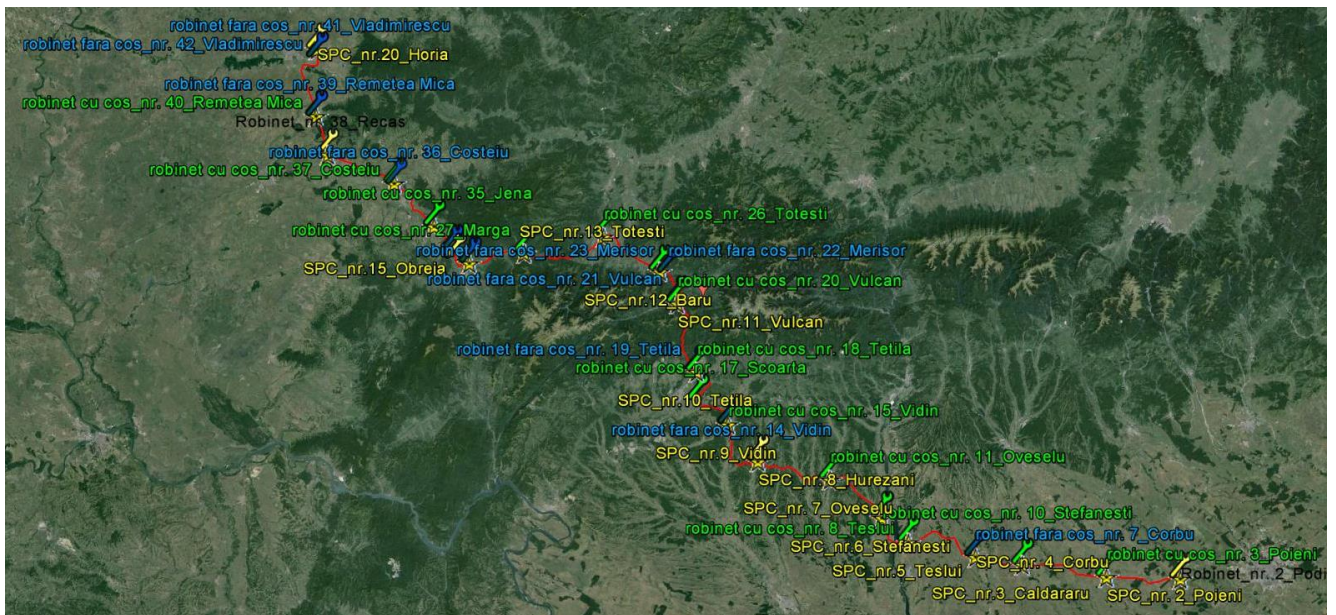 robinet fara cos_nr. 41_Vladimirescu
robinet fara cos_nr. 42_Vladimirescu
SPC_nr.20_Horia
robinet fara cos_nr. 39_Remetea Mica
robinet cu cos_nr. 40_Remetea Mica
Robinet_nr. 38_Recas
robinet fara cos_nr. 36_Costeiu
robinet cu cos_nr. 37_Costeiu
robinet cu cos_nr. 35_Jena
robinet cu cos_nr. 26_Totesti
robinet cu cos_nr. 27_Marga
SPC_nr.13_Totesti
robinet fara cos_nr. 23_Merisor
robinet fara cos_nr. 22_Merisor
SPC_nr.15_Obreja
robinet fara cos_nr. 21_Vulcan
robinet cu cos_nr. 20_Vulcan
SPC_nr.12_Baru
SPC_nr.11_Vulcan
robinet fara cos_nr. 19_Tetila
robinet cu cos_nr. 18_Tetila
robinet cu cos_nr. 17_Scoarta
SPC_nr.10_Tetila
robinet cu cos_nr. 15_Vidin
robinet fara cos_nr. 14_Vidin
SPC_nr.9_Vidin
robinet cu cos_nr. 11_Oveselu
SPC_nr. 8_Hurezani
SPC_nr. 7_Oveselu
robinet cu cos_nr. 10_Stefanesti
robinet cu cos_nr. 8_Teslui
robinet fara cos_nr. 7_Corbu
SPC_nr.6_Stefanesti
robinet cu cos_nr. 3_Poieni
SPC_nr. 4_Corbu
SPC_nr.5_Teslui
Robinet_nr. 2_Podi
SPC_nr 3_Caldararu
SPC_nr. 2_Poieni